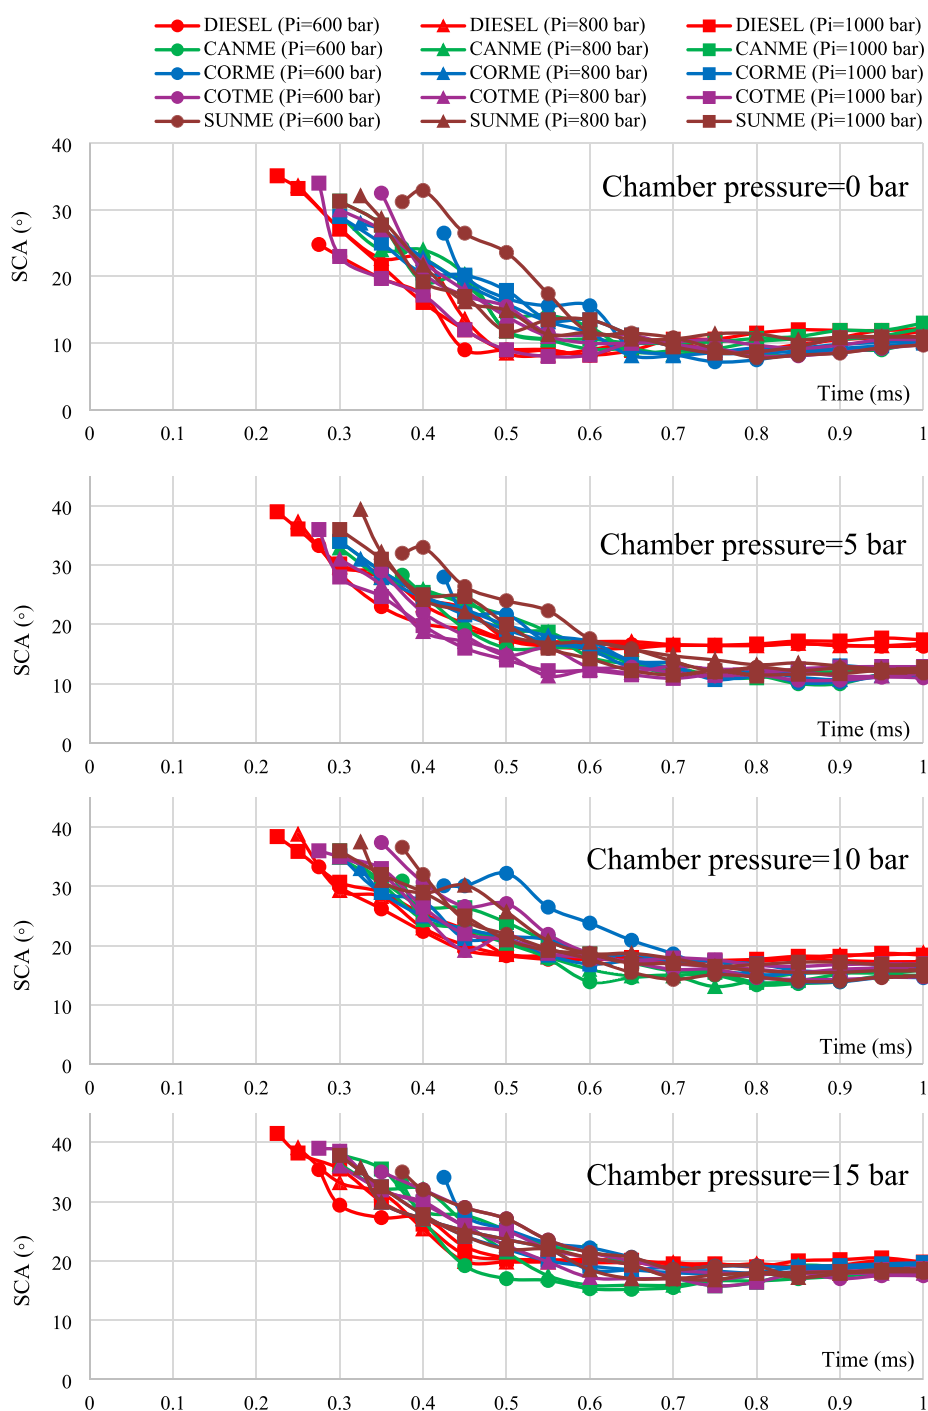 DIESEL (Pi=600 bar) DIESEL (Pi=800 bar) DIESEL (Pi=1000 bar)
CANME (Pi=600 bar) CANME (Pi=800 bar) CANME (Pi=1000 bar)
CORME (Pi=600 bar) CORME (Pi=800 bar) CORME (Pi=1000 bar)
COTME (Pi=600 bar) COTME (Pi=800 bar) COTME (Pi=1000 bar)
SUNME (Pi=600 bar) SUNME (Pi=800 bar) SUNME (Pi=1000 bar)
40
Chamber pressure=0 bar
30
SCA (○)
20
10
Time (ms)
0
0 0.1 0.2 0.3 0.4 0.5 0.6 0.7 0.8 0.9 1
40
Chamber pressure=5 bar
30
SCA (○)
20
10
Time (ms)
0
0 0.1 0.2 0.3 0.4 0.5 0.6 0.7 0.8 0.9 1
40
Chamber pressure=10 bar
30
SCA (○)
20
10
Time (ms)
0
0 0.1 0.2 0.3 0.4 0.5 0.6 0.7 0.8 0.9 1
40
Chamber pressure=15 bar
30
SCA (○)
20
10
Time (ms)
0
0 0.1 0.2 0.3 0.4 0.5 0.6 0.7 0.8 0.9 1